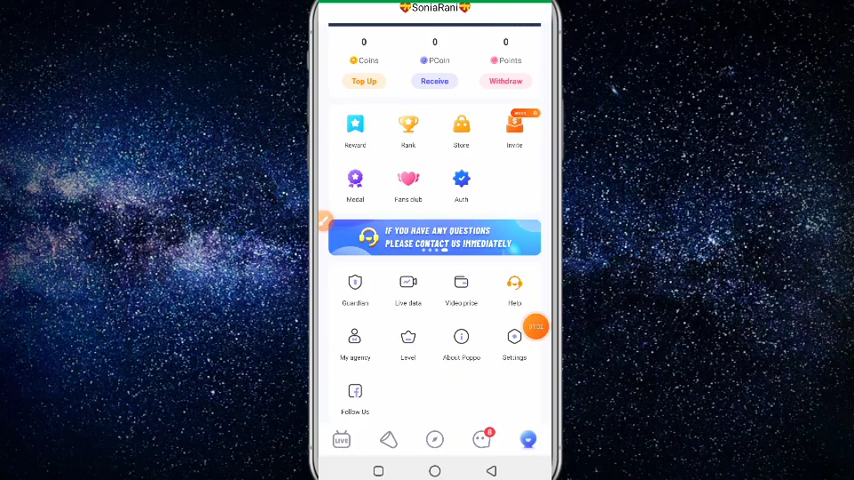 💝SoniaRani💝
0 0 0
Coins PCoin Points
Top Up Receive Withdraw
Reward Rank Store Invite
Medal Fans club Auth
IF YOU HAVE ANY QUESTIONS
PLEASE CONTACT US IMMEDIATELY
Guardian Live data Video price Help
My agency Level About Poppo Settings
Follow Us
LIVE 8